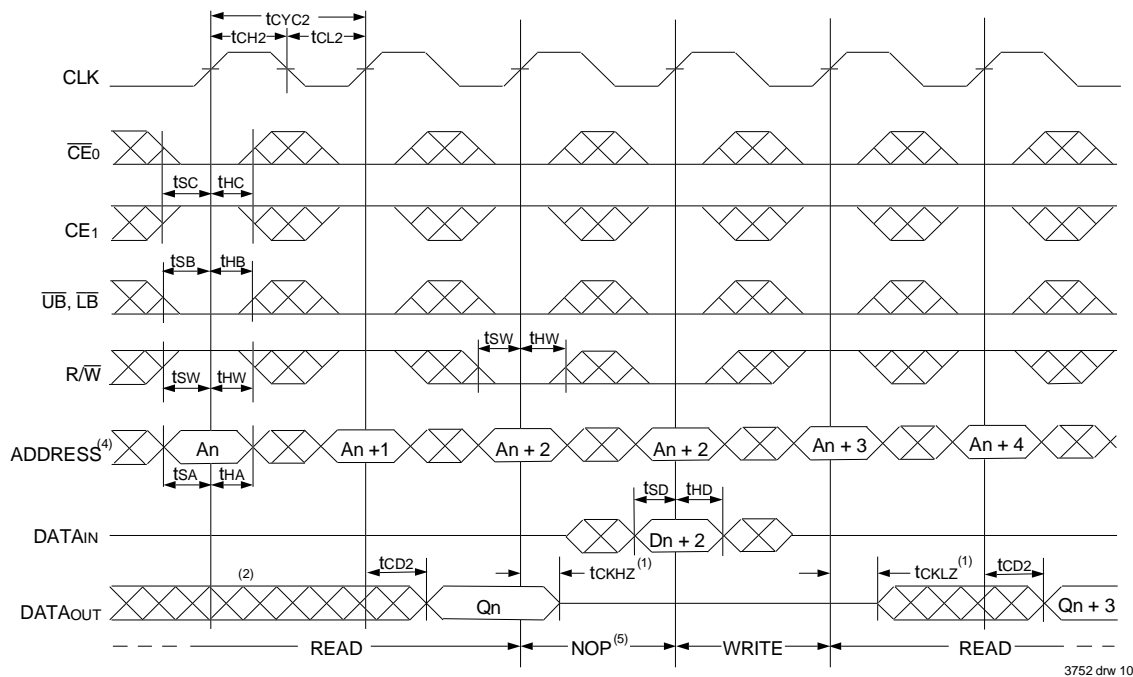 tCYC2
tCH2 tCL2
CLK
CE0
tSC tHC
CE1
tSB tHB
UB, LB
tSW tHW
R/W
tSW tHW
ADDRESS(4) An An +1 An + 2 An + 2 An + 3 An + 4
tSA tHA
tSD tHD
DATAIN Dn + 2
tCD2 tCKHZ(1) tCKLZ(1) tCD2
(2)
DATAOUT Qn Qn + 3
READ NOP(5) WRITE READ
3752 drw 10